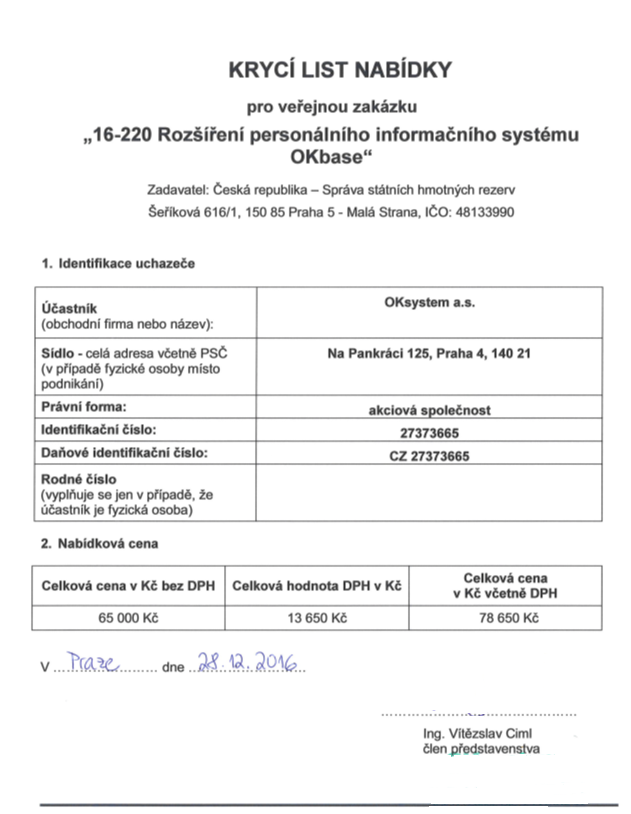 KRYCÍ LIST NABÍDKY
pro veřejnou zakázku
„16-220 Rozšíření personálního informačního systému
OKbase“
Zadavatel: Česká republika – Správa státních hmotných rezerv
Šeříková 616/1, 150 85 Praha 5 - Malá Strana, IČO: 48133990
1. Identifikace uchazeče
Účastník
(obchodní firma nebo název):
OKsystem a.s.
Sídlo - celá adresa včetně PSČ
(v případě fyzické osoby místo
podnikání)
Na Pankráci 125, Praha 4, 140 21
Právní forma:
akciová společnost
Identifikační číslo:
27373665
Daňové identifikační číslo:
CZ 27373665
Rodné číslo
(vyplňuje se jen v případě, že
účastník je fyzická osoba)
2. Nabídková cena
Celková cena v Kč bez DPH
Celková hodnota DPH v Kč
Celková cena
v Kč včetně DPH
65 000 Kč
13 650 Kč
78 650 Kč
V ....Praze.... dne ..28.12.2016..
Ing. Vítězslav Ciml
člen představenstva